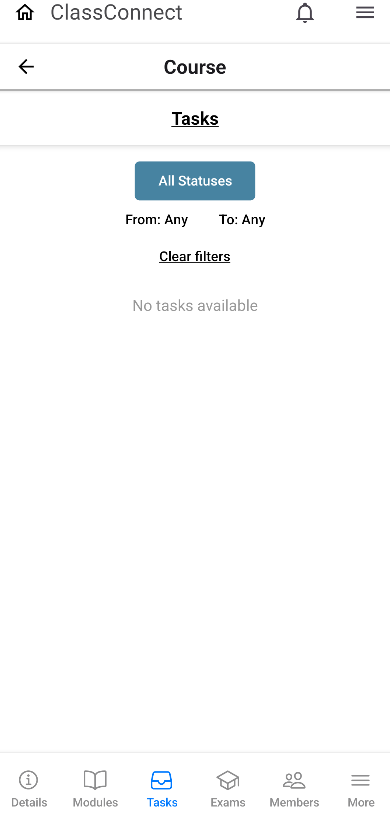 ClassConnect
Course
Tasks
All Statuses
From: Any To: Any
Clear filters
No tasks available
Details Modules Tasks Exams Members More